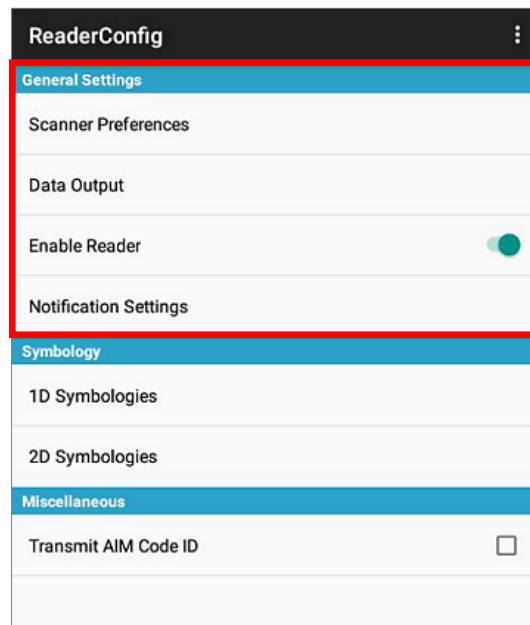 ReaderConfig
General Settings
Scanner Preferences
Data Output
Enable Reader
Notification Settings
Symbology
1D Symbologies
2D Symbologies
Miscellaneous
Transmit AIM Code ID